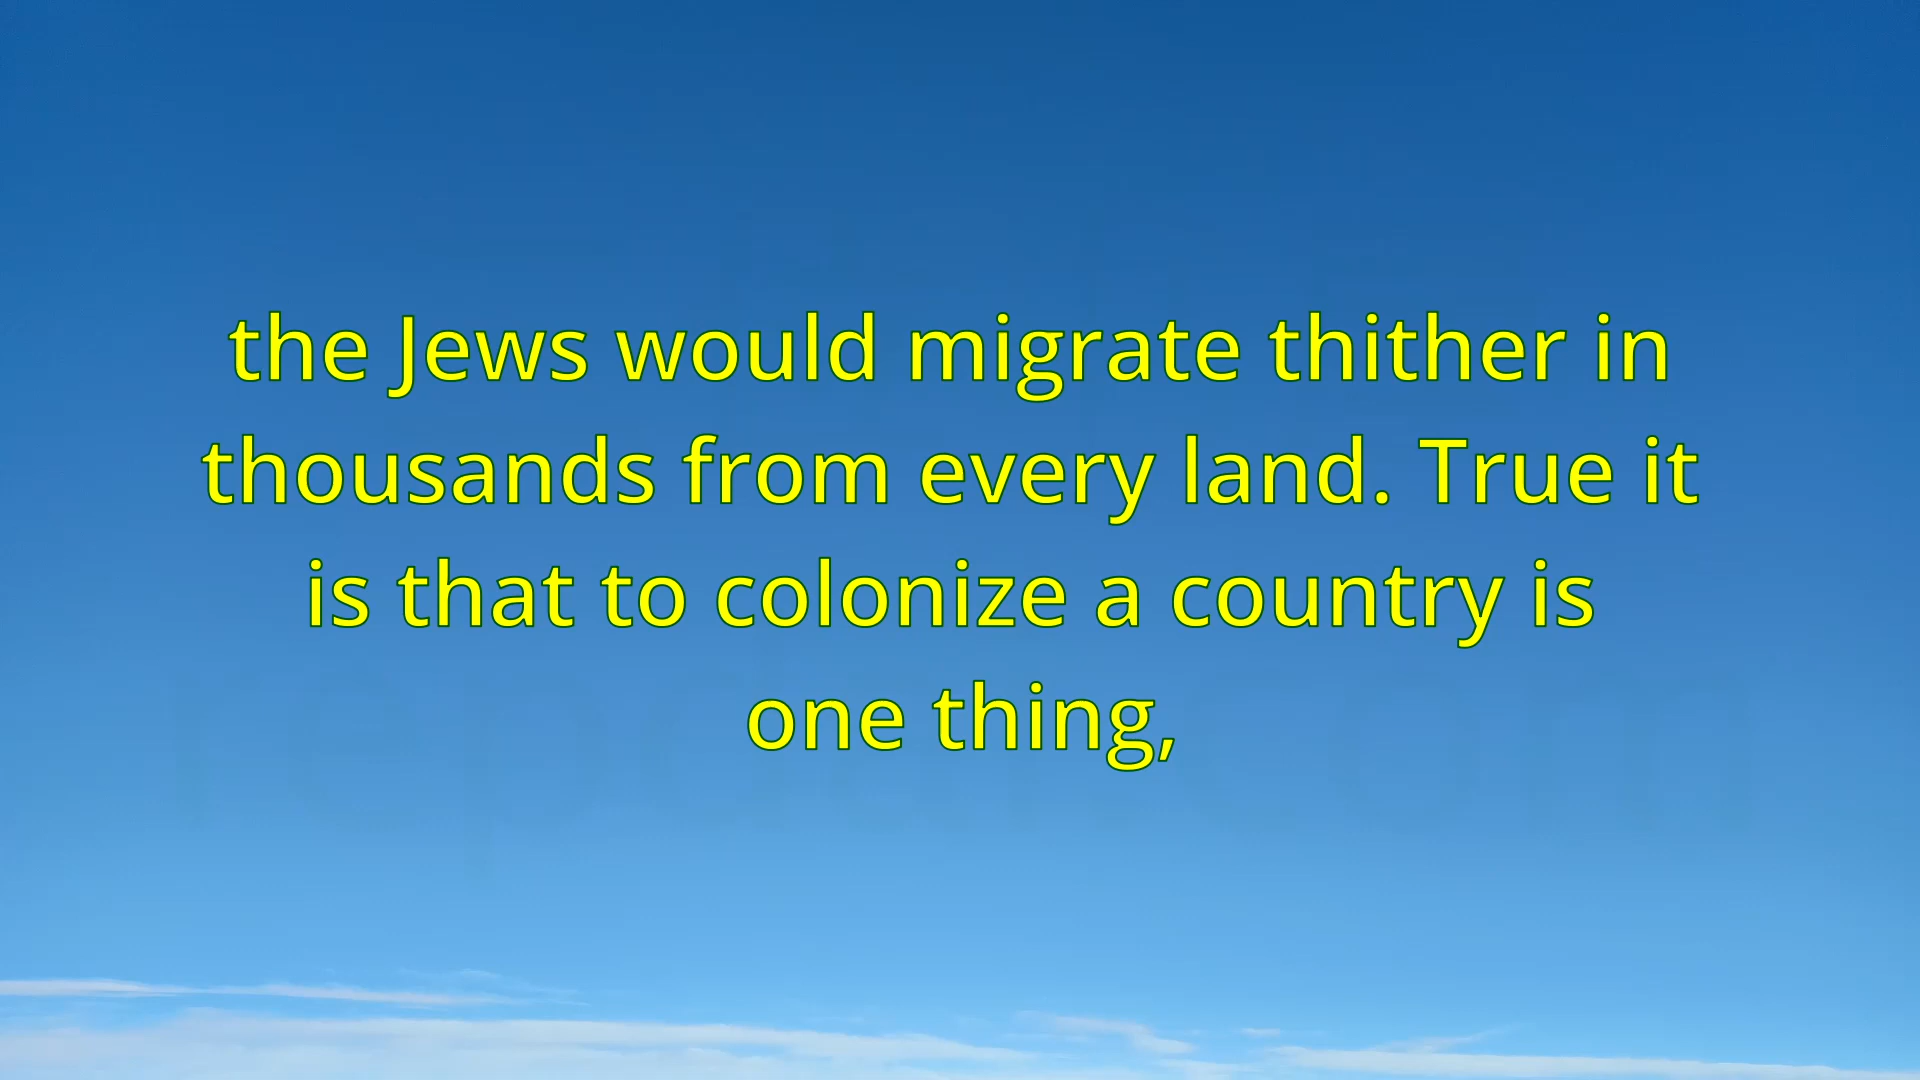 the Jews would migrate thither in
thousands from every land. True it
is that to colonize a country is
one thing,